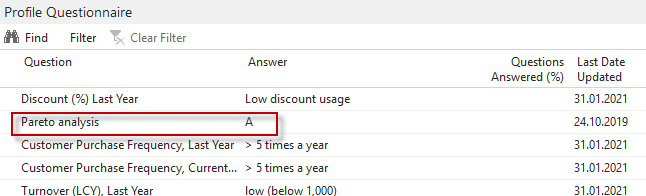 Profile Questionnaire
Find Filter Clear Filter
Question Answer Questions Answered (%) Last Date Updated
Discount (%) Last Year Low discount usage 31.01.2021
Pareto analysis A 24.10.2019
Customer Purchase Frequency, Last Year > 5 times a year 31.01.2021
Customer Purchase Frequency, Current... > 5 times a year 31.01.2021
Turnover (LCY), Last Year low (below 1,000) 31.01.2021